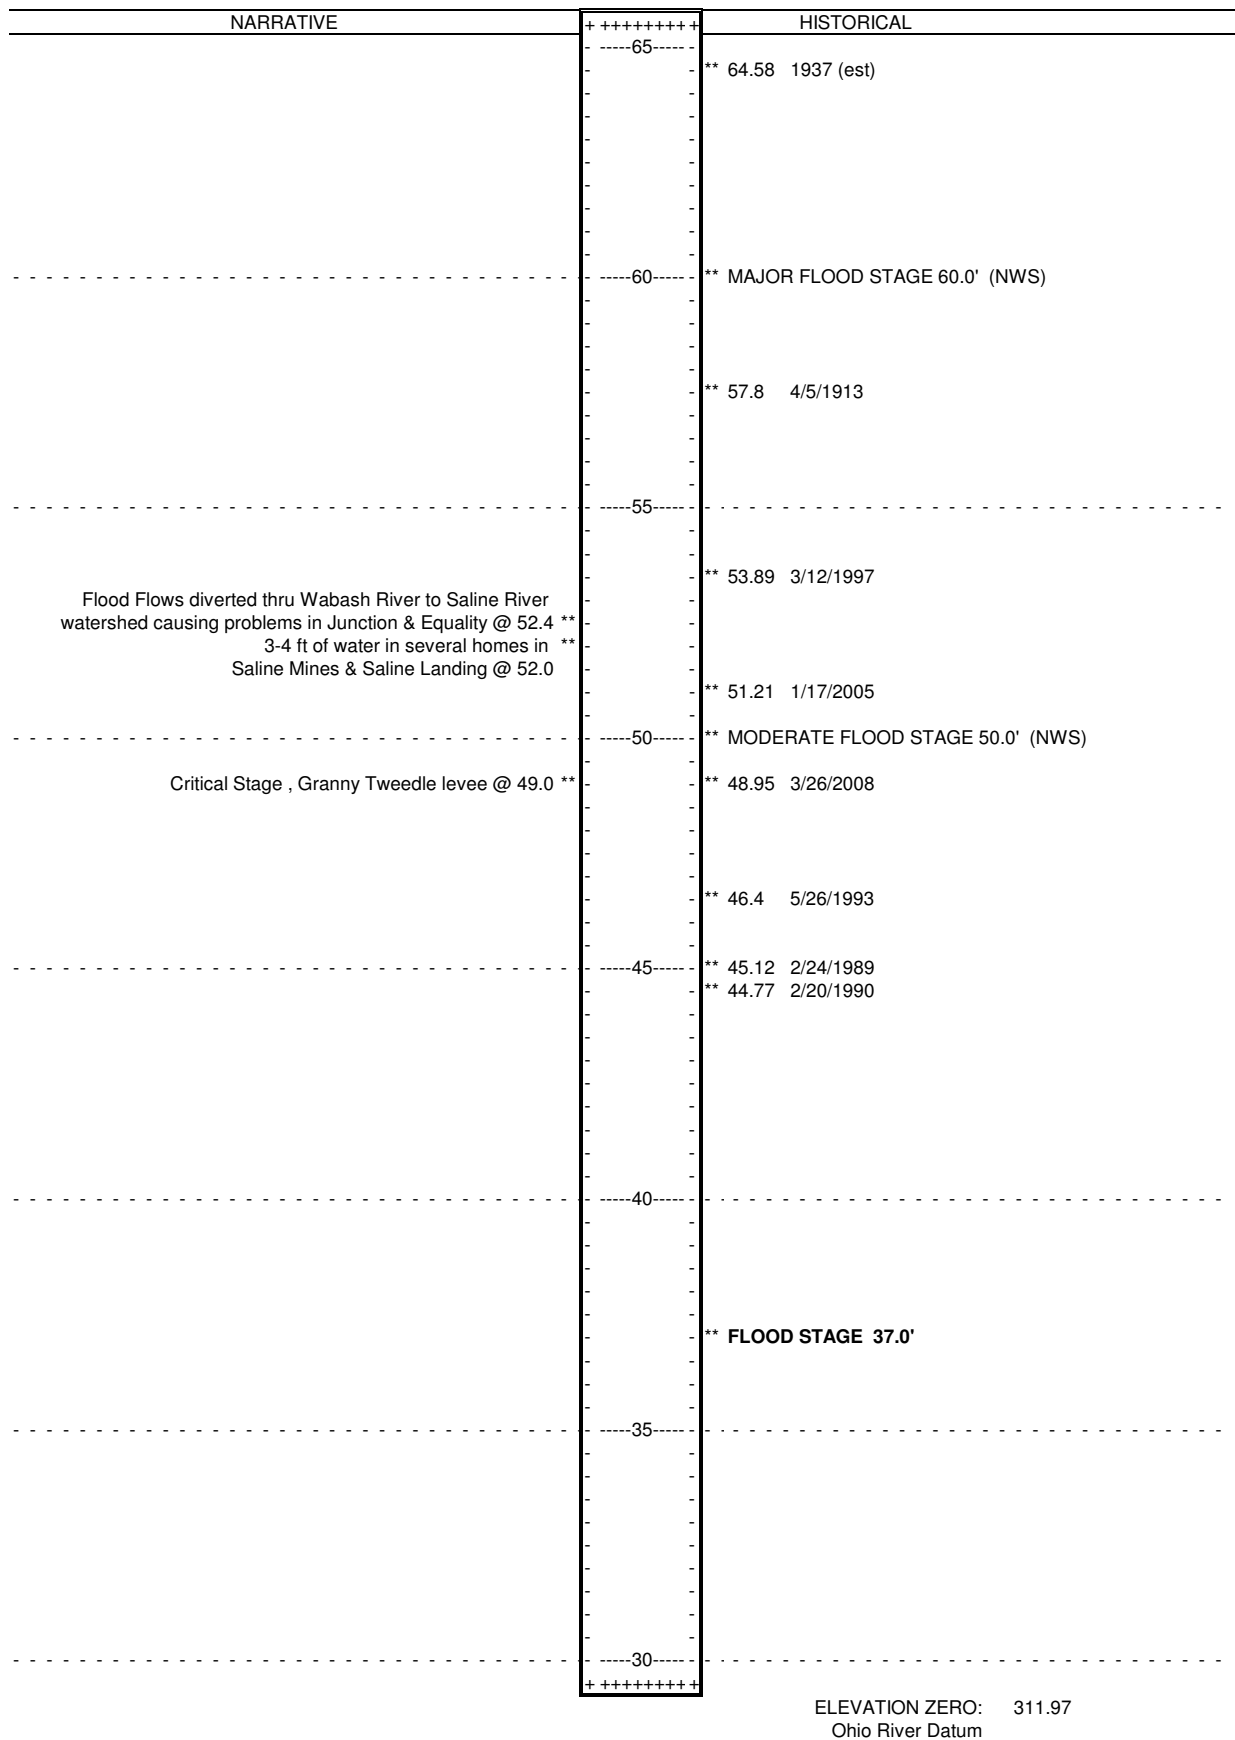 NARRATIVE
HISTORICAL
+ ++++++++ +
- -----65----- -
** 64.58 1937 (est)
- -----60----- -
** MAJOR FLOOD STAGE 60.0' (NWS)
** 57.8 4/5/1913
- -----55----- -
** 53.89 3/12/1997
Flood Flows diverted thru Wabash River to Saline River
watershed causing problems in Junction & Equality @ 52.4 **
3-4 ft of water in several homes in **
Saline Mines & Saline Landing @ 52.0
** 51.21 1/17/2005
- -----50----- -
** MODERATE FLOOD STAGE 50.0' (NWS)
Critical Stage , Granny Tweedle levee @ 49.0 **
** 48.95 3/26/2008
** 46.4 5/26/1993
- -----45----- -
** 45.12 2/24/1989
** 44.77 2/20/1990
- -----40----- -
** FLOOD STAGE 37.0'
- -----35----- -
- -----30----- -
+ ++++++++ +
ELEVATION ZERO: 311.97
Ohio River Datum